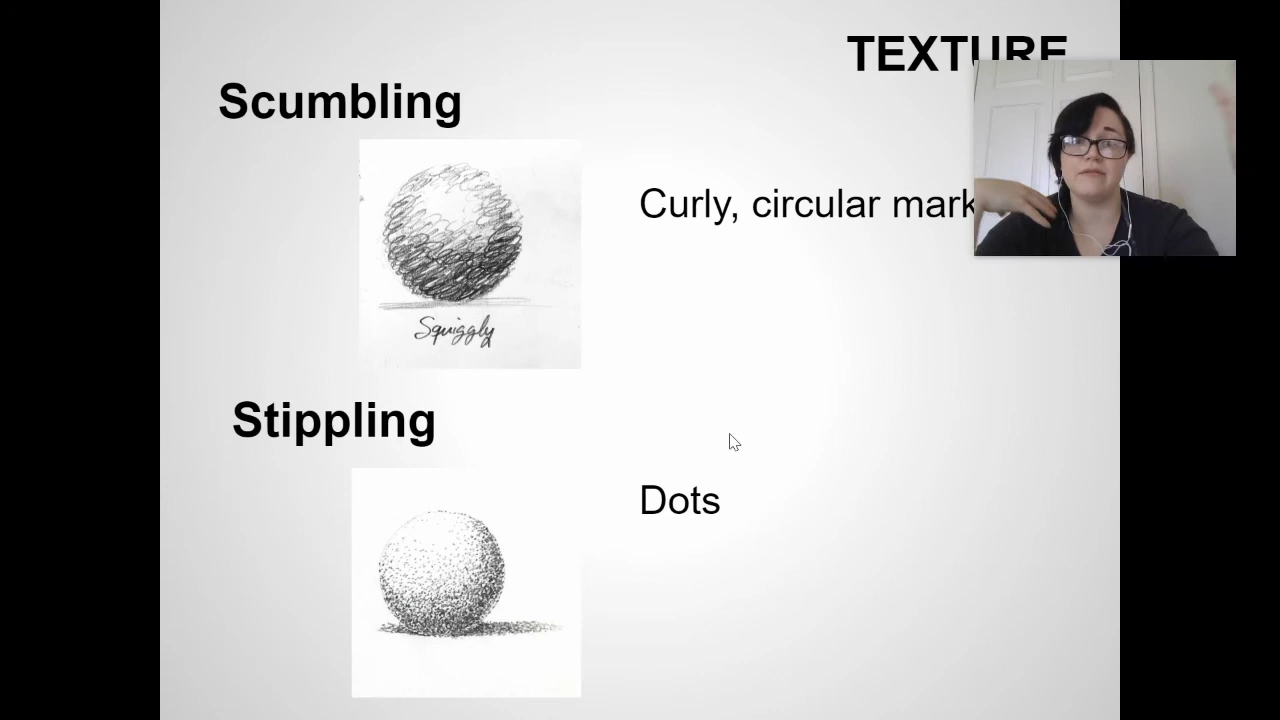 TEXTURE
Scumbling
Curly, circular mark
Squiggly
Stippling
Dots